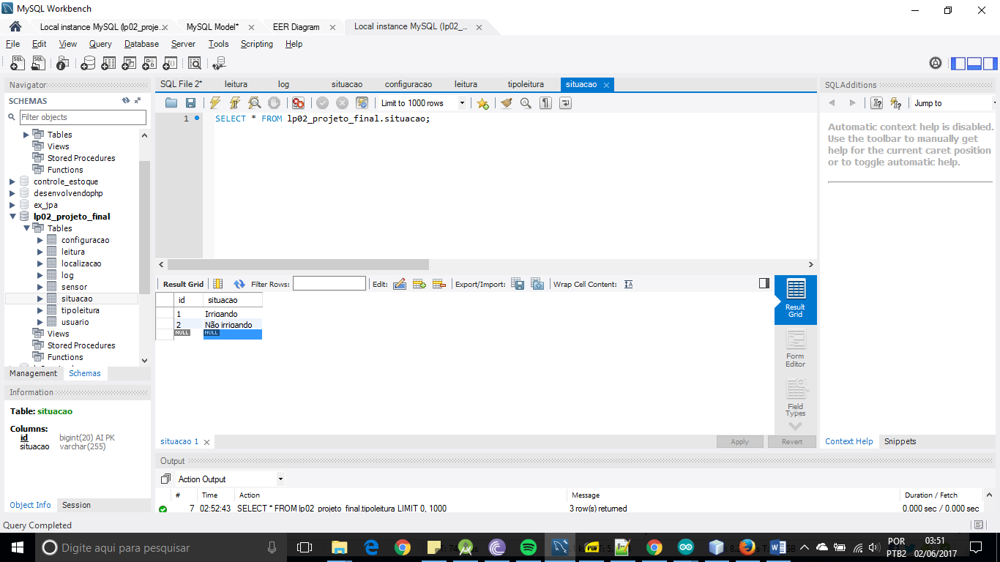 MySQL Workbench
Local instance MySQL (lp02_proje...
MySQL Model*
EER Diagram
Local instance MySQL (lp02_...
File Edit View Query Database Server Tools Scripting Help
Navigator
SCHEMAS
Filter objects
Tables
Views
Stored Procedures
Functions
controle_estoque
desenvolvendophp
ex_jpa
lp02_projeto_final
Tables
configuracao
leitura
localizacao
log
sensor
situacao
tipoleitura
usuario
Views
Stored Procedures
Functions
Management Schemas
Information
Table: situacao
Columns:
id bigint(20) AI PK
situacao varchar(255)
Object Info Session
Query Completed
SQL File 2* leitura log situacao configuracao leitura tipoleitura situacao
Limit to 1000 rows
1 SELECT * FROM lp02_projeto_final.situacao;
Result Grid Filter Rows: Edit: Export/Import: Wrap Cell Content:
id situacao
1 Irrigando
2 Não irrigando
NULL NULL
Result
Grid
Form
Editor
Field
Types
situacao 1
Apply Revert
Output
Action Output
# Time Action Message Duration / Fetch
7 02:52:43 SELECT * FROM lp02_projeto_final.tipoleitura LIMIT 0, 1000 3 row(s) returned 0.000 sec / 0.000 sec
SQLAdditions
Jump to
Automatic context help is disabled.
Use the toolbar to manually get
help for the current caret position
or to toggle automatic help.
Context Help Snippets
Digite aqui para pesquisar
POR
PTB2
03:51
02/06/2017